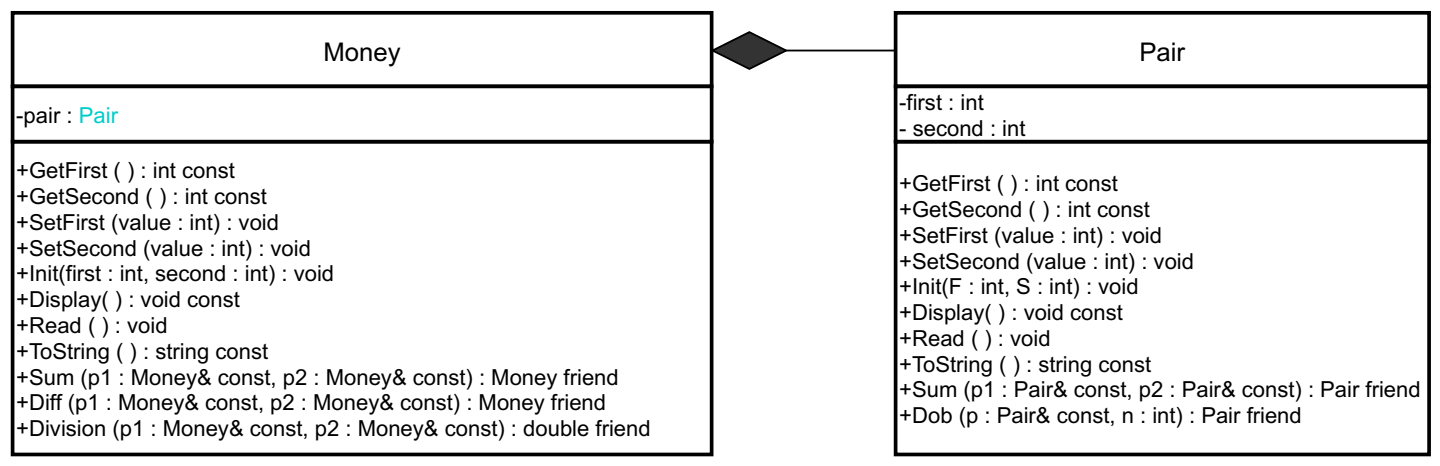 Money
-pair : Pair
+GetFirst ( ) : int const
+GetSecond ( ) : int const
+SetFirst (value : int) : void
+SetSecond (value : int) : void
+Init(first : int, second : int) : void
+Display( ) : void const
+Read ( ) : void
+ToString ( ) : string const
+Sum (p1 : Money& const, p2 : Money& const) : Money friend
+Diff (p1 : Money& const, p2 : Money& const) : Money friend
+Division (p1 : Money& const, p2 : Money& const) : double friend
Pair
-first : int
- second : int
+GetFirst ( ) : int const
+GetSecond ( ) : int const
+SetFirst (value : int) : void
+SetSecond (value : int) : void
+Init(F : int, S : int) : void
+Display( ) : void const
+Read ( ) : void
+ToString ( ) : string const
+Sum (p1 : Pair& const, p2 : Pair& const) : Pair friend
+Dob (p : Pair& const, n : int) : Pair friend